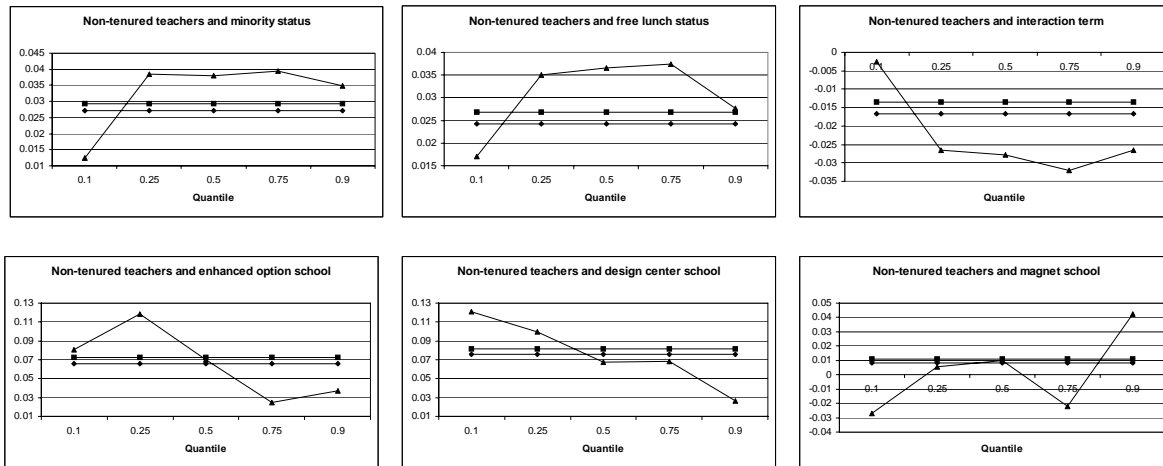 Non-tenured teachers and minority status
0.045
0.04
0.035
0.03
0.025
0.02
0.015
0.01
0.1 0.25 0.5 0.75 0.9
Quantile
Non-tenured teachers and free lunch status
0.04
0.035
0.03
0.025
0.02
0.015
0.1 0.25 0.5 0.75 0.9
Quantile
Non-tenured teachers and interaction term
0
0.1 0.25 0.5 0.75 0.9
-0.005
-0.01
-0.015
-0.02
-0.025
-0.03
-0.035
Quantile
Non-tenured teachers and enhanced option school
0.13
0.11
0.09
0.07
0.05
0.03
0.01
0.1 0.25 0.5 0.75 0.9
Quantile
Non-tenured teachers and design center school
0.13
0.11
0.09
0.07
0.05
0.03
0.01
0.1 0.25 0.5 0.75 0.9
Quantile
Non-tenured teachers and magnet school
0.05
0.04
0.03
0.02
0.01
0
0.1 0.25 0.5 0.75 0.9
-0.01
-0.02
-0.03
-0.04
Quantile